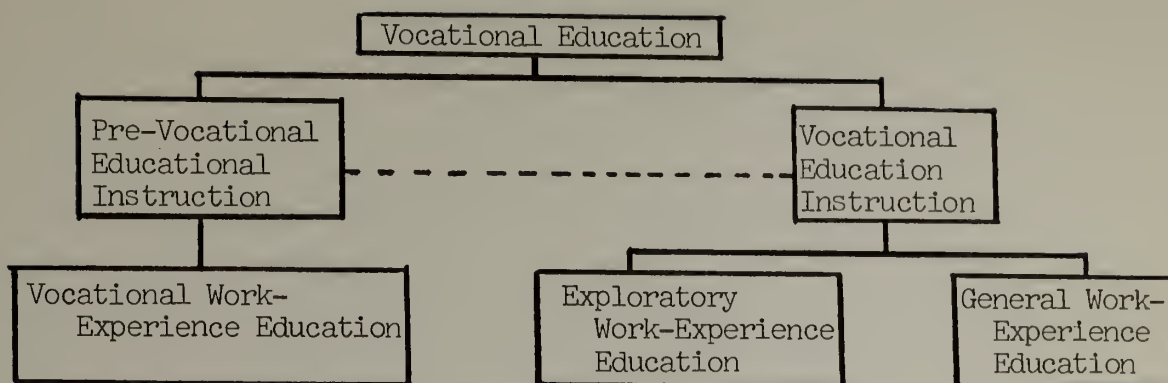 Vocational Education
Pre-Vocational
Educational
Instruction
Vocational
Education
Instruction
Vocational Work-
Experience Education
Exploratory
Work-Experience
Education
General Work-
Experience
Education